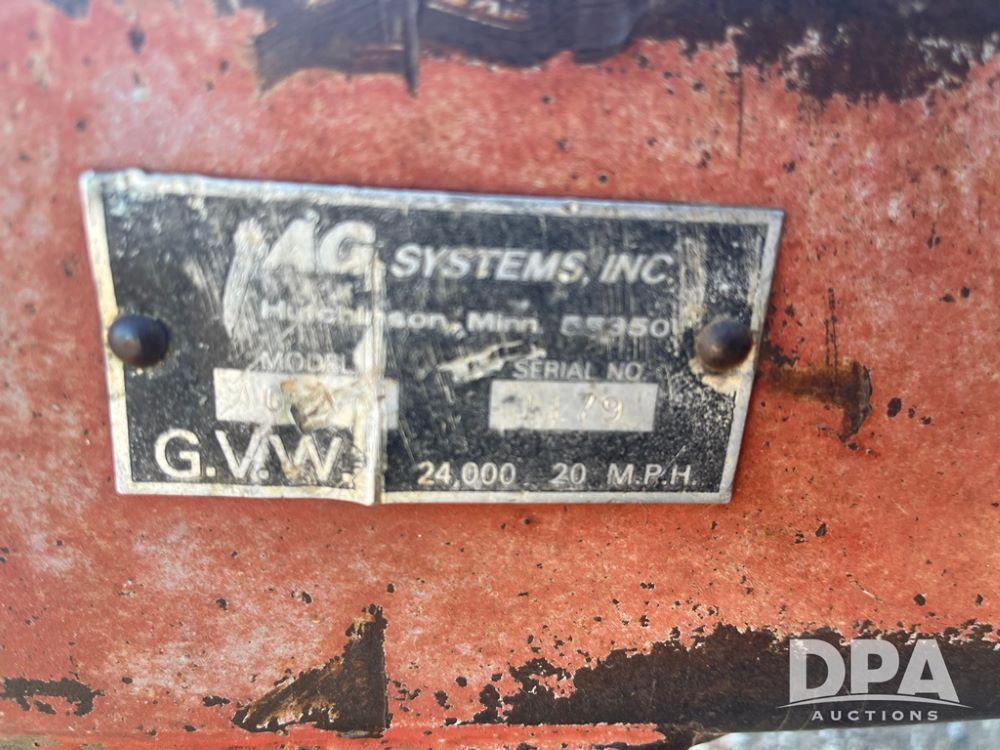 AG SYSTEMS, INC.
Hutchinson, Minn. 55350
MODEL
SERIAL NO.
G.V.W. 24,000 20 M.P.H.
DPA
AUCTIONS